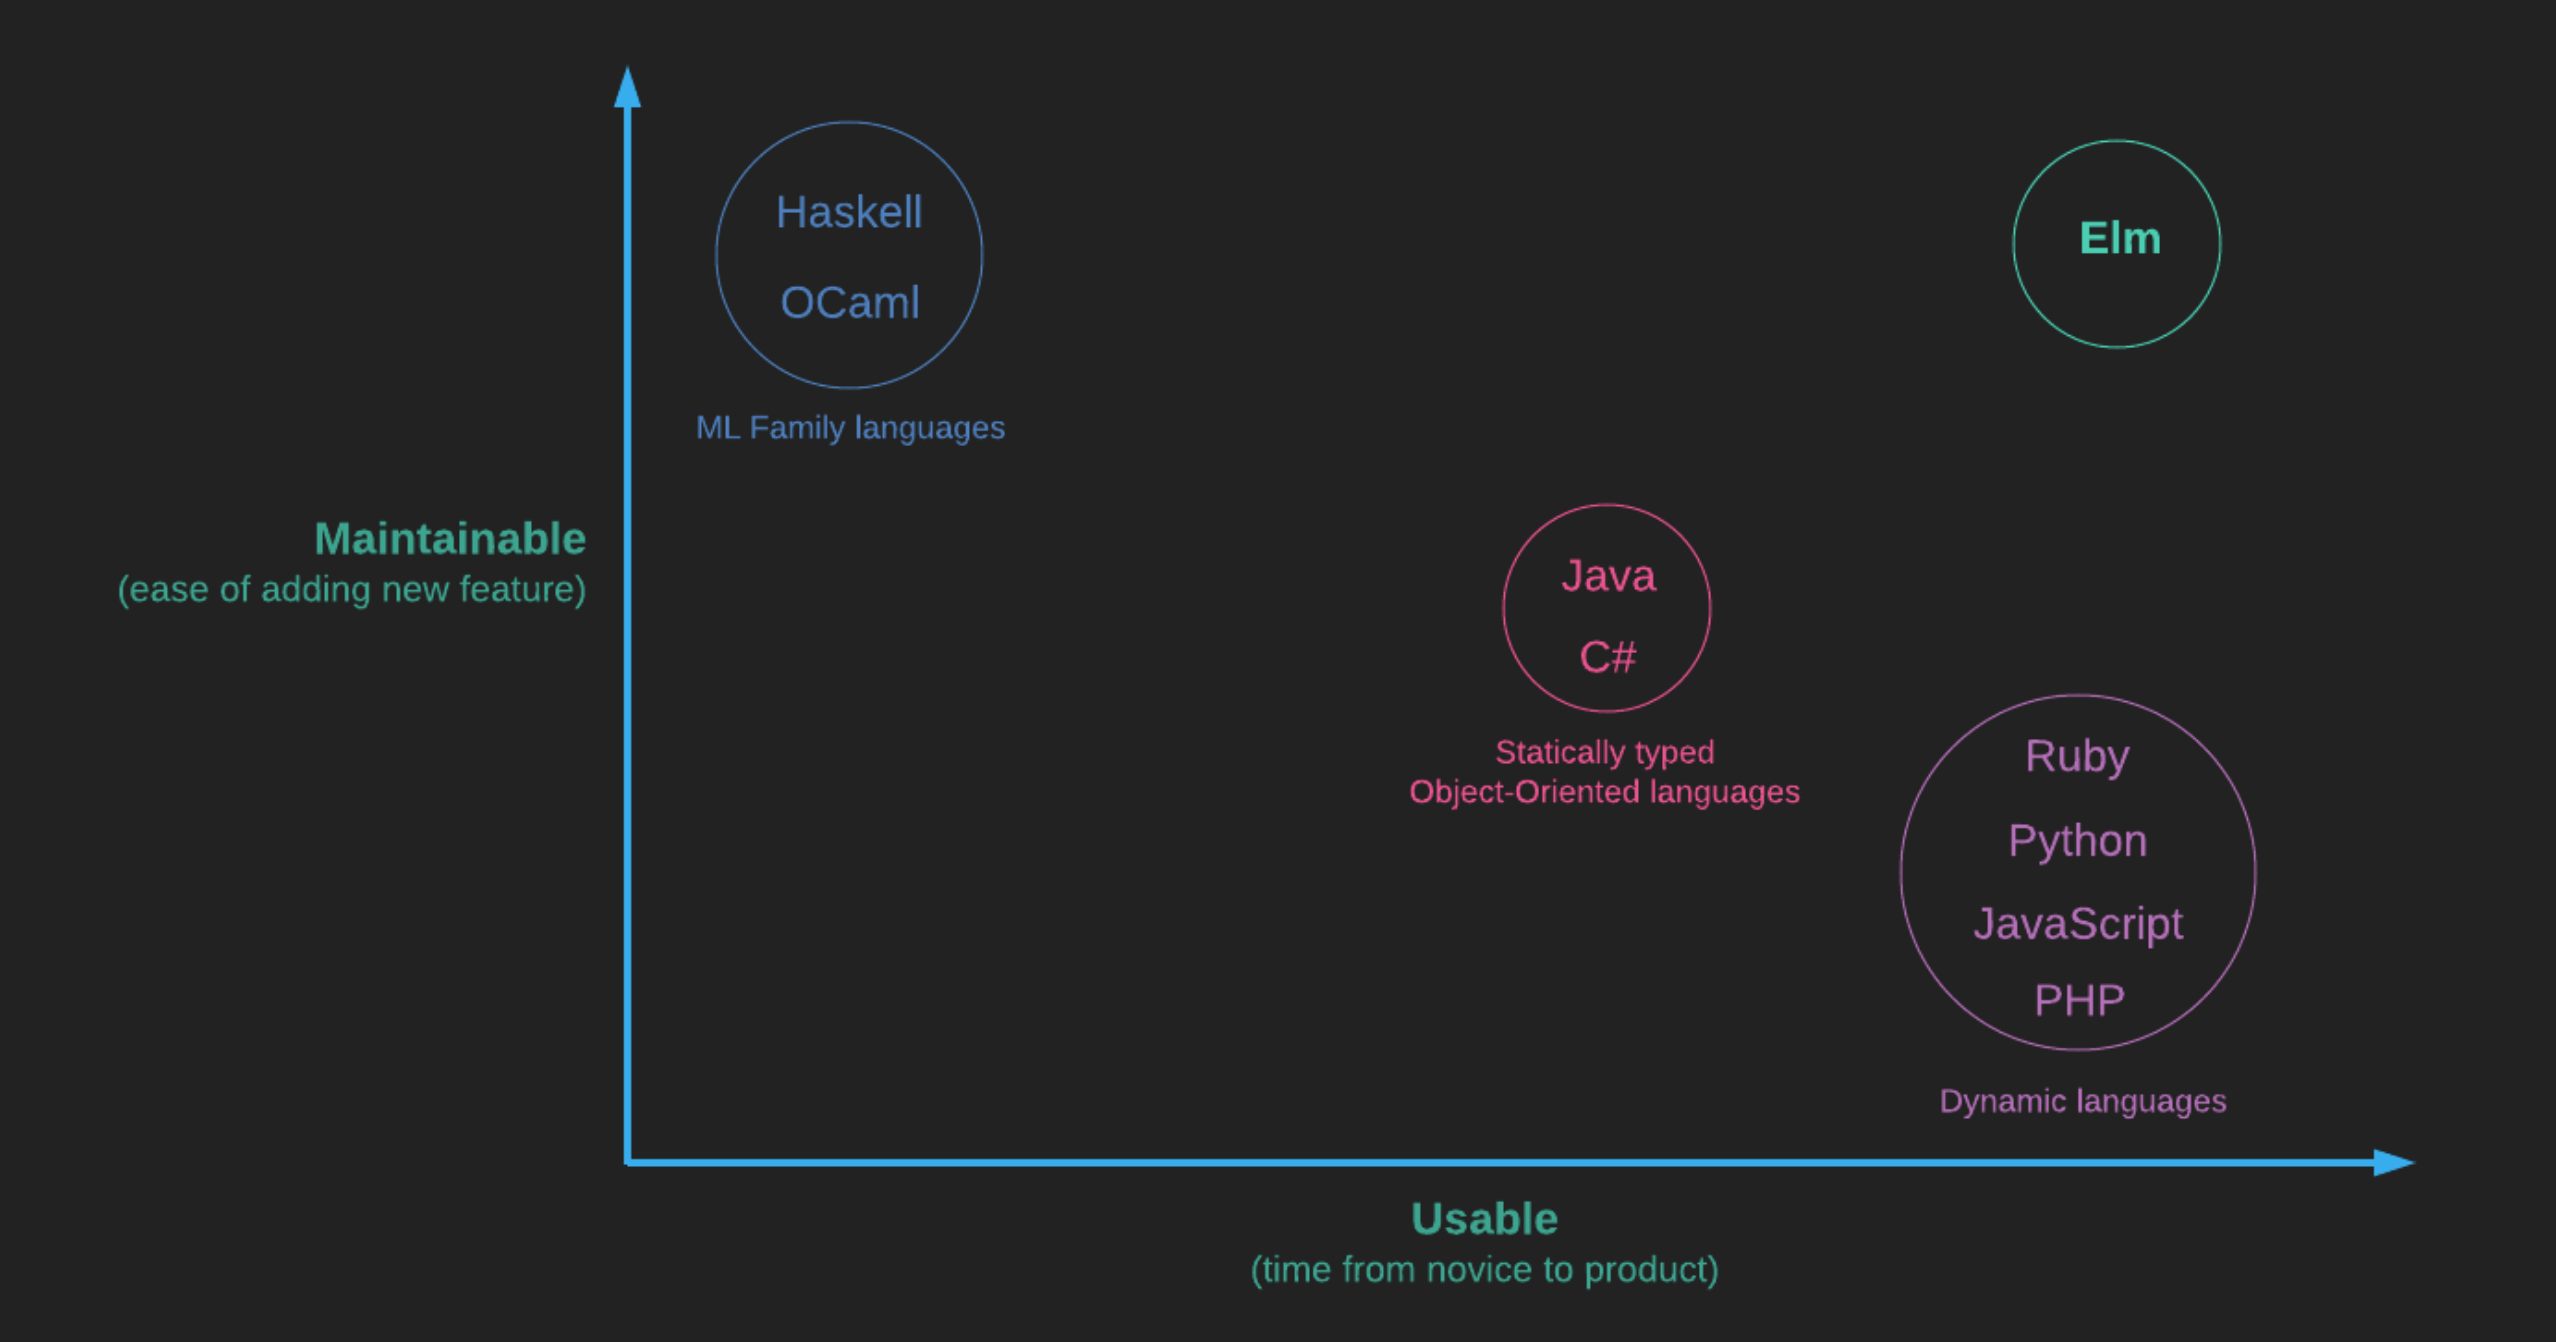 Haskell
OCaml
ML Family languages
Elm
Maintainable
(ease of adding new feature)
Java
C#
Statically typed
Object-Oriented languages
Ruby
Python
JavaScript
PHP
Dynamic languages
Usable
(time from novice to product)